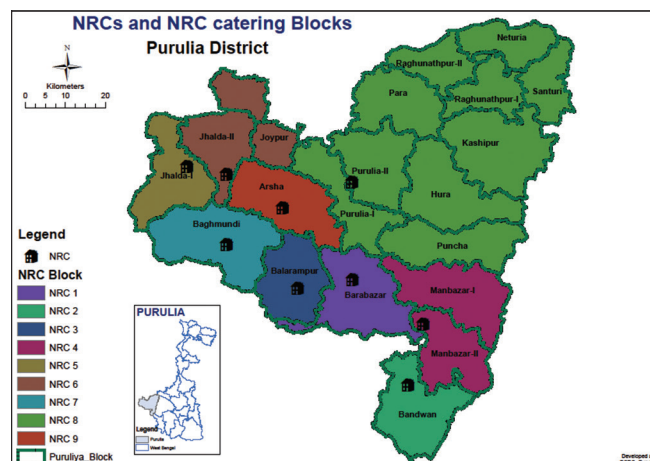 NRCs and NRC catering Blocks
Purulia District
N
Kilometers
0 5 10 20
Neturia
Raghunathpur-II
Para
Raghunathpur-I
Santuri
Jhalda-II
Joypur
Kashipur
Jhalda-I
Purulia-II
Arsha
Hura
Purulia-I
Baghmundi
Puncha
Balarampur
Barabazar
Manbazar-I
Manbazar-II
Bandwan
Legend
NRC
NRC Block
NRC 1
NRC 2
NRC 3
NRC 4
NRC 5
NRC 6
NRC 7
NRC 8
NRC 9
Puruliya_Block
PURULIA
Legend
Purulia
West Bengal
Developed a